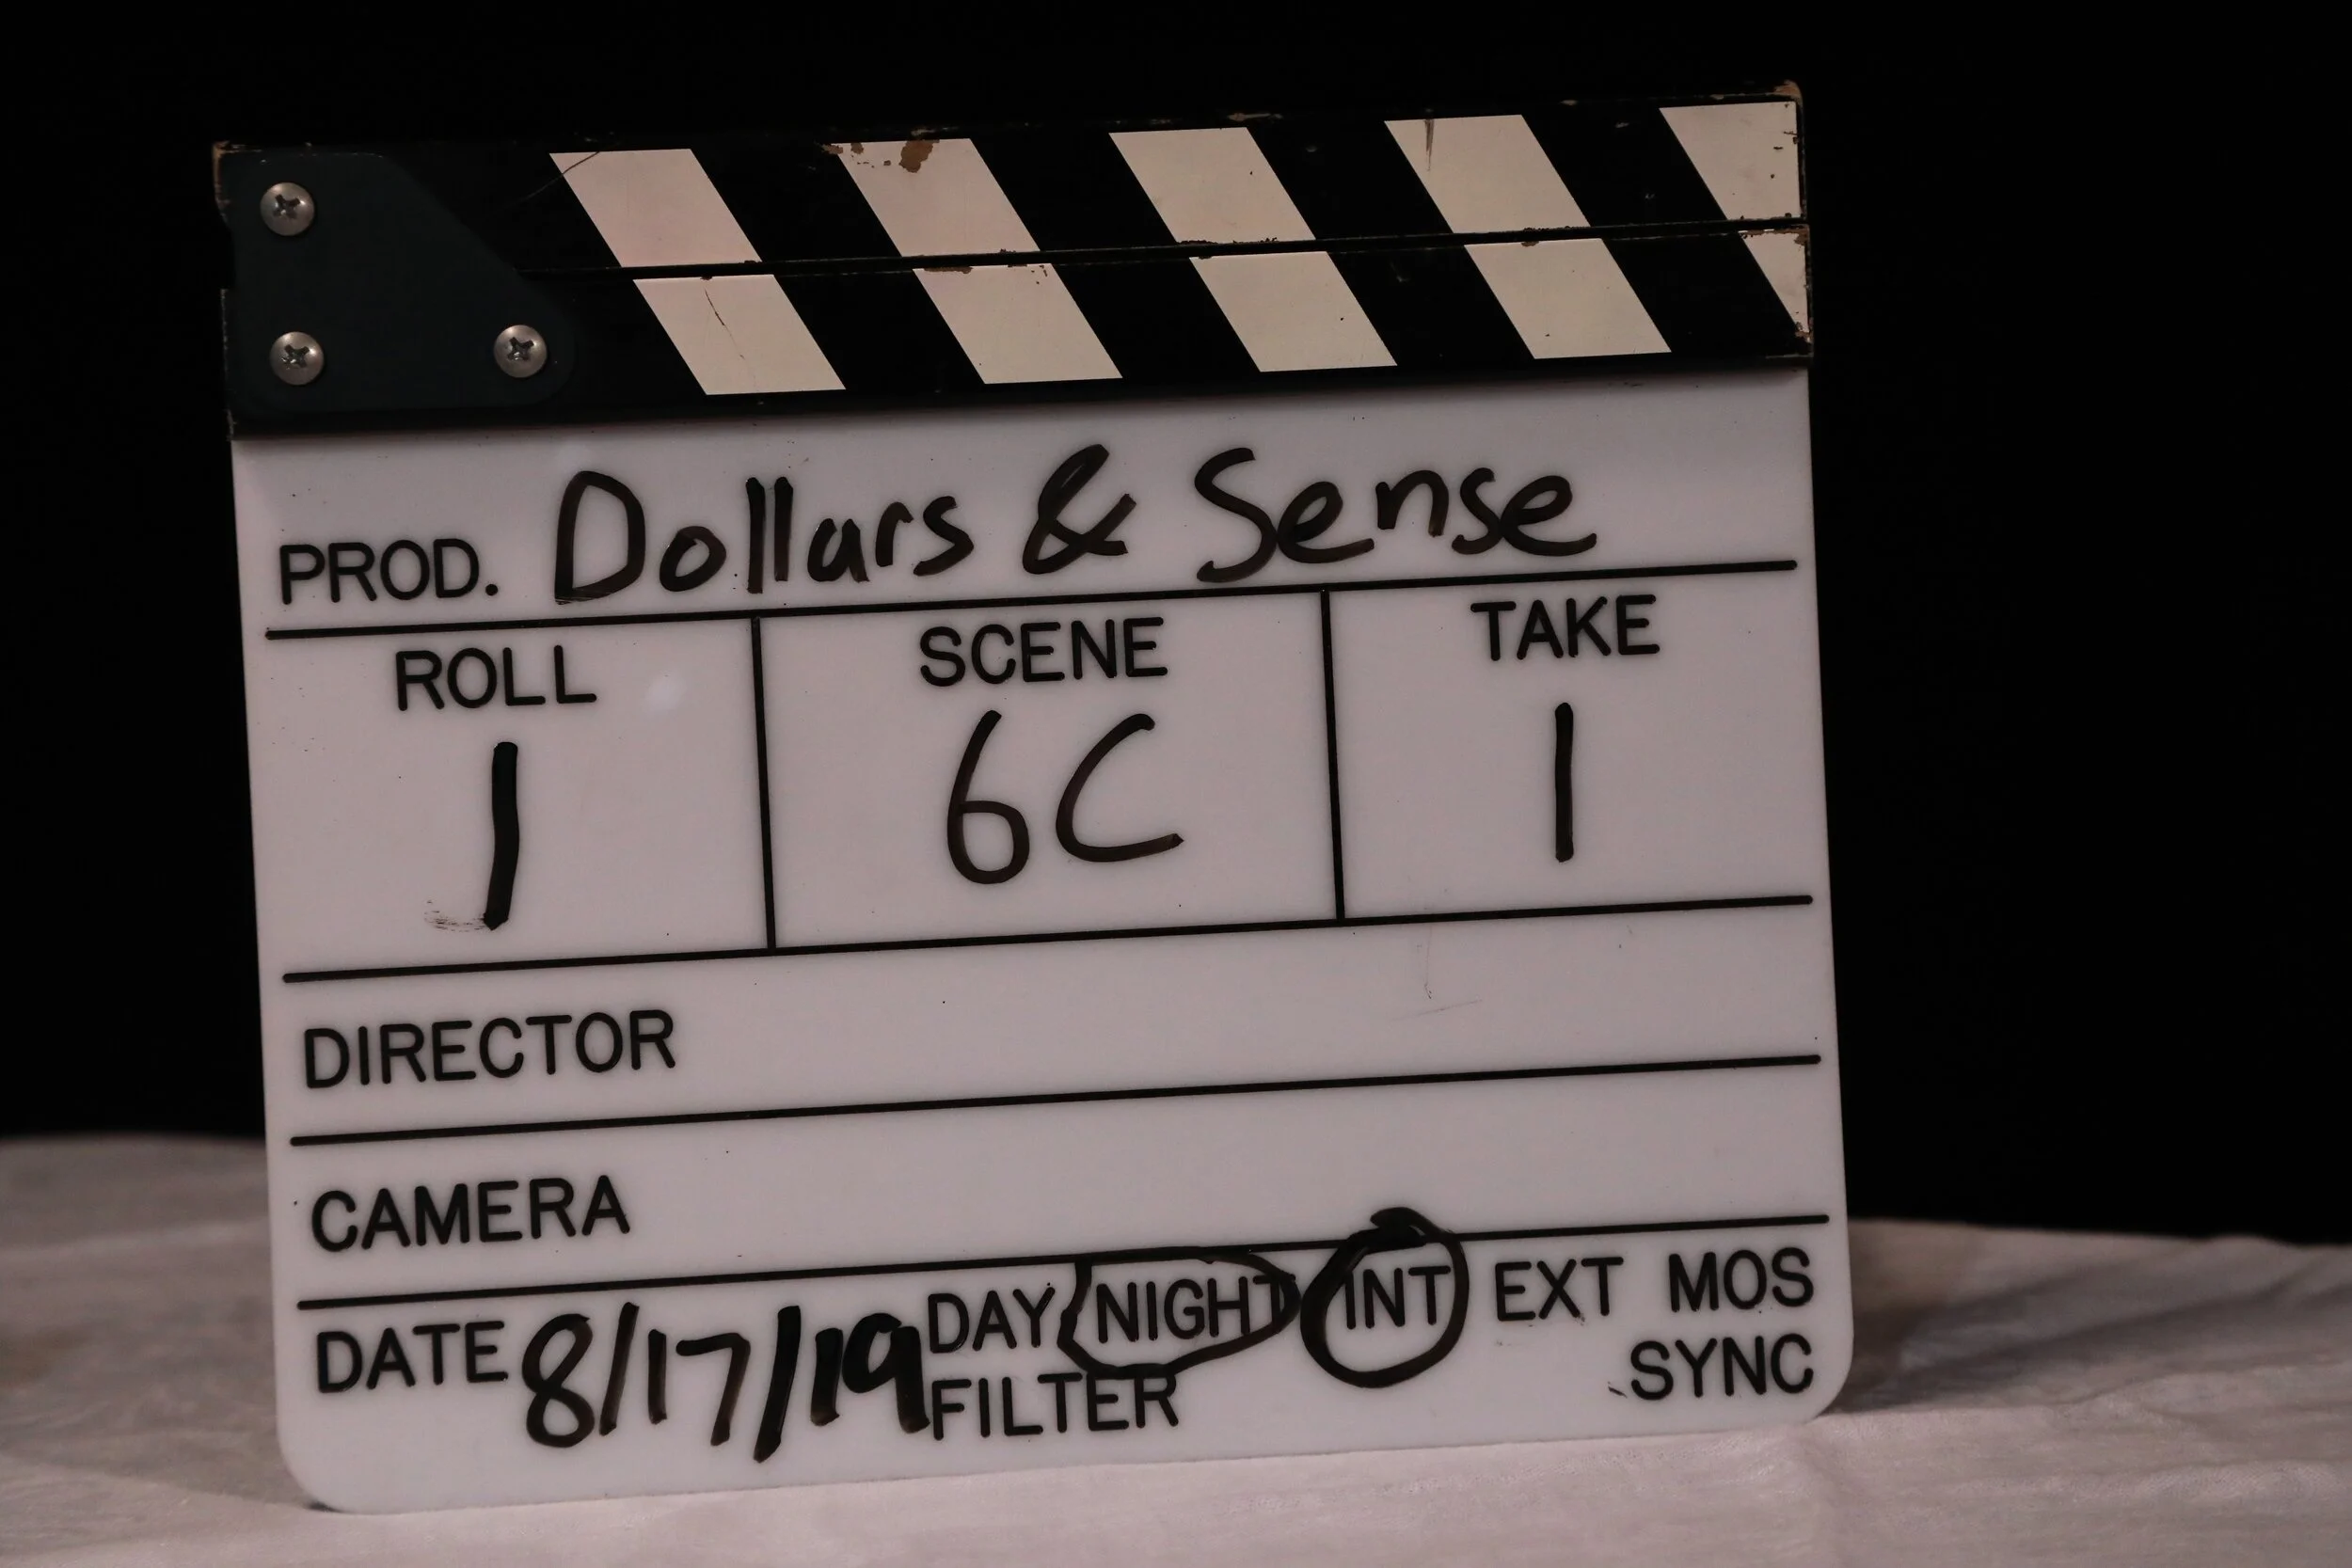 PROD. Dollars & Sense
ROLL SCENE TAKE
1 6C 1
DIRECTOR
CAMERA
DATE 8/17/19 DAY NIGHT INT EXT MOS
FILTER SYNC